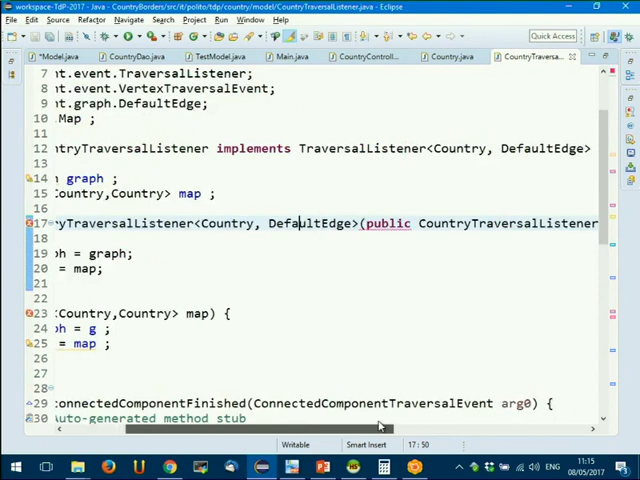 workspace-TdP-2017 - Java - CountryBorders/src/it/polito/tdp/country/model/CountryTraversalListener.java - Eclipse
File Edit Source Refactor Navigate Search Project Run Window Help
Quick Access
*Model.java CountryDao.java TestModel.java Main.java CountryControll... Country.java CountryTraversa...
7 nt.event.TraversalListener;
8 nt.event.VertexTraversalEvent;
9 nt.graph.DefaultEdge;
10 .Map ;
11
12 ntryTraversalListener implements TraversalListener<Country, DefaultEdge>
13
14 h graph ;
15 Country,Country> map ;
16
17 ryTraversalListener<Country, DefaultEdge>(public CountryTraversalListener
18
19 ph = graph;
20 = map;
21
22
23 Country,Country> map) {
24 ph = g ;
25 = map ;
26
27
28
29 connectedComponentFinished(ConnectedComponentTraversalEvent arg0) {
30 Auto-generated method stub
Writable Smart Insert 17 : 50
11:15
08/05/2017